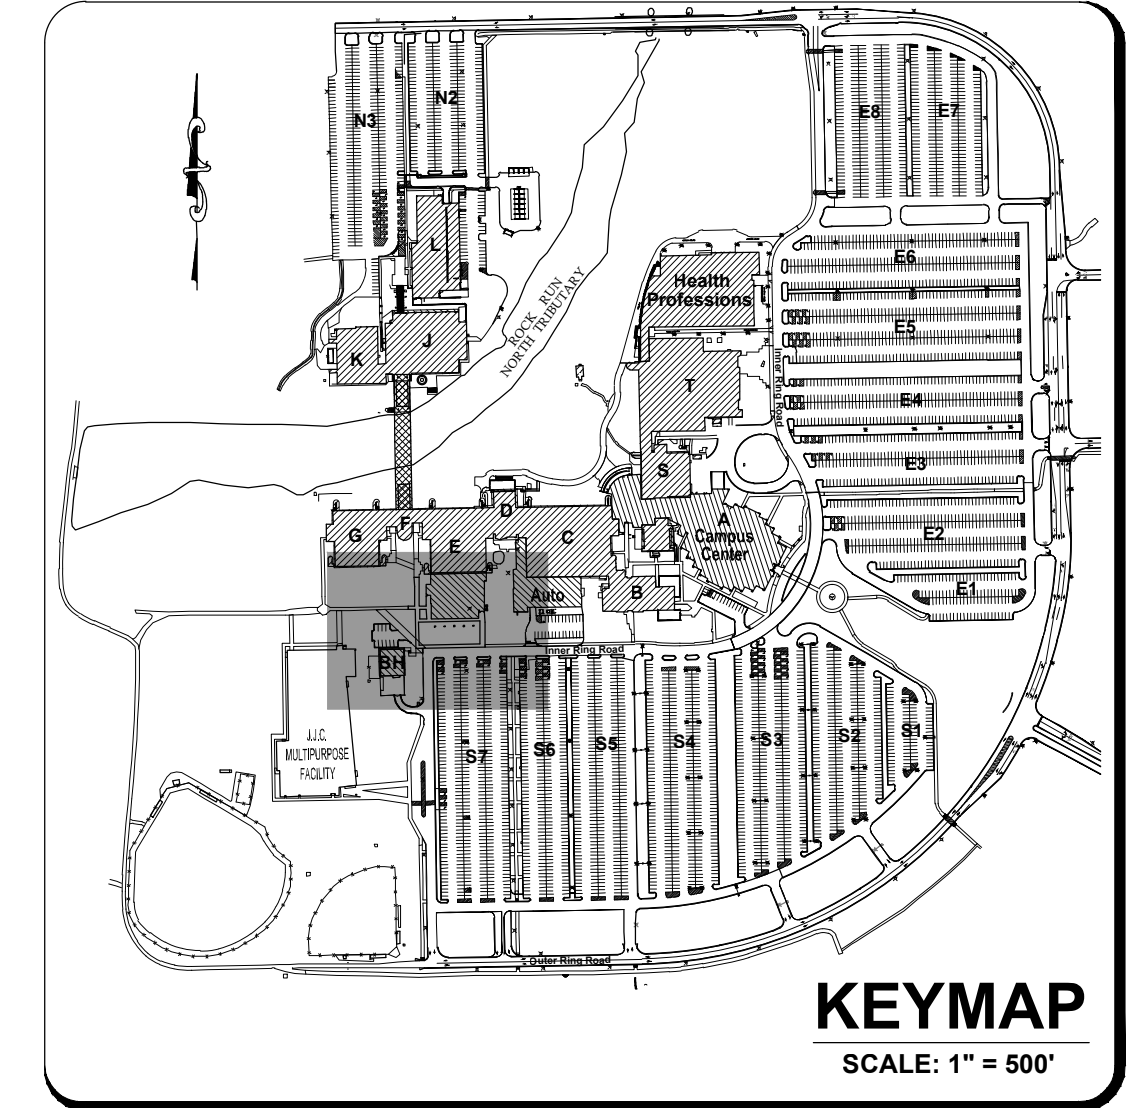 N3
N2
E8
E7
L
E6
Health
Professions
ROCK RUN
NORTH TRIBUTARY
E5
K
J
T
Inner Ring Road
E4
S
E3
A
Campus
Center
G
F
D
E
C
E2
E1
Auto
B
Inner Ring Road
BH
J.J.C.
MULTIPURPOSE
FACILITY
S7
S6
S5
S4
S3
S2
S1
Outer Ring Road
KEYMAP
SCALE: 1" = 500'